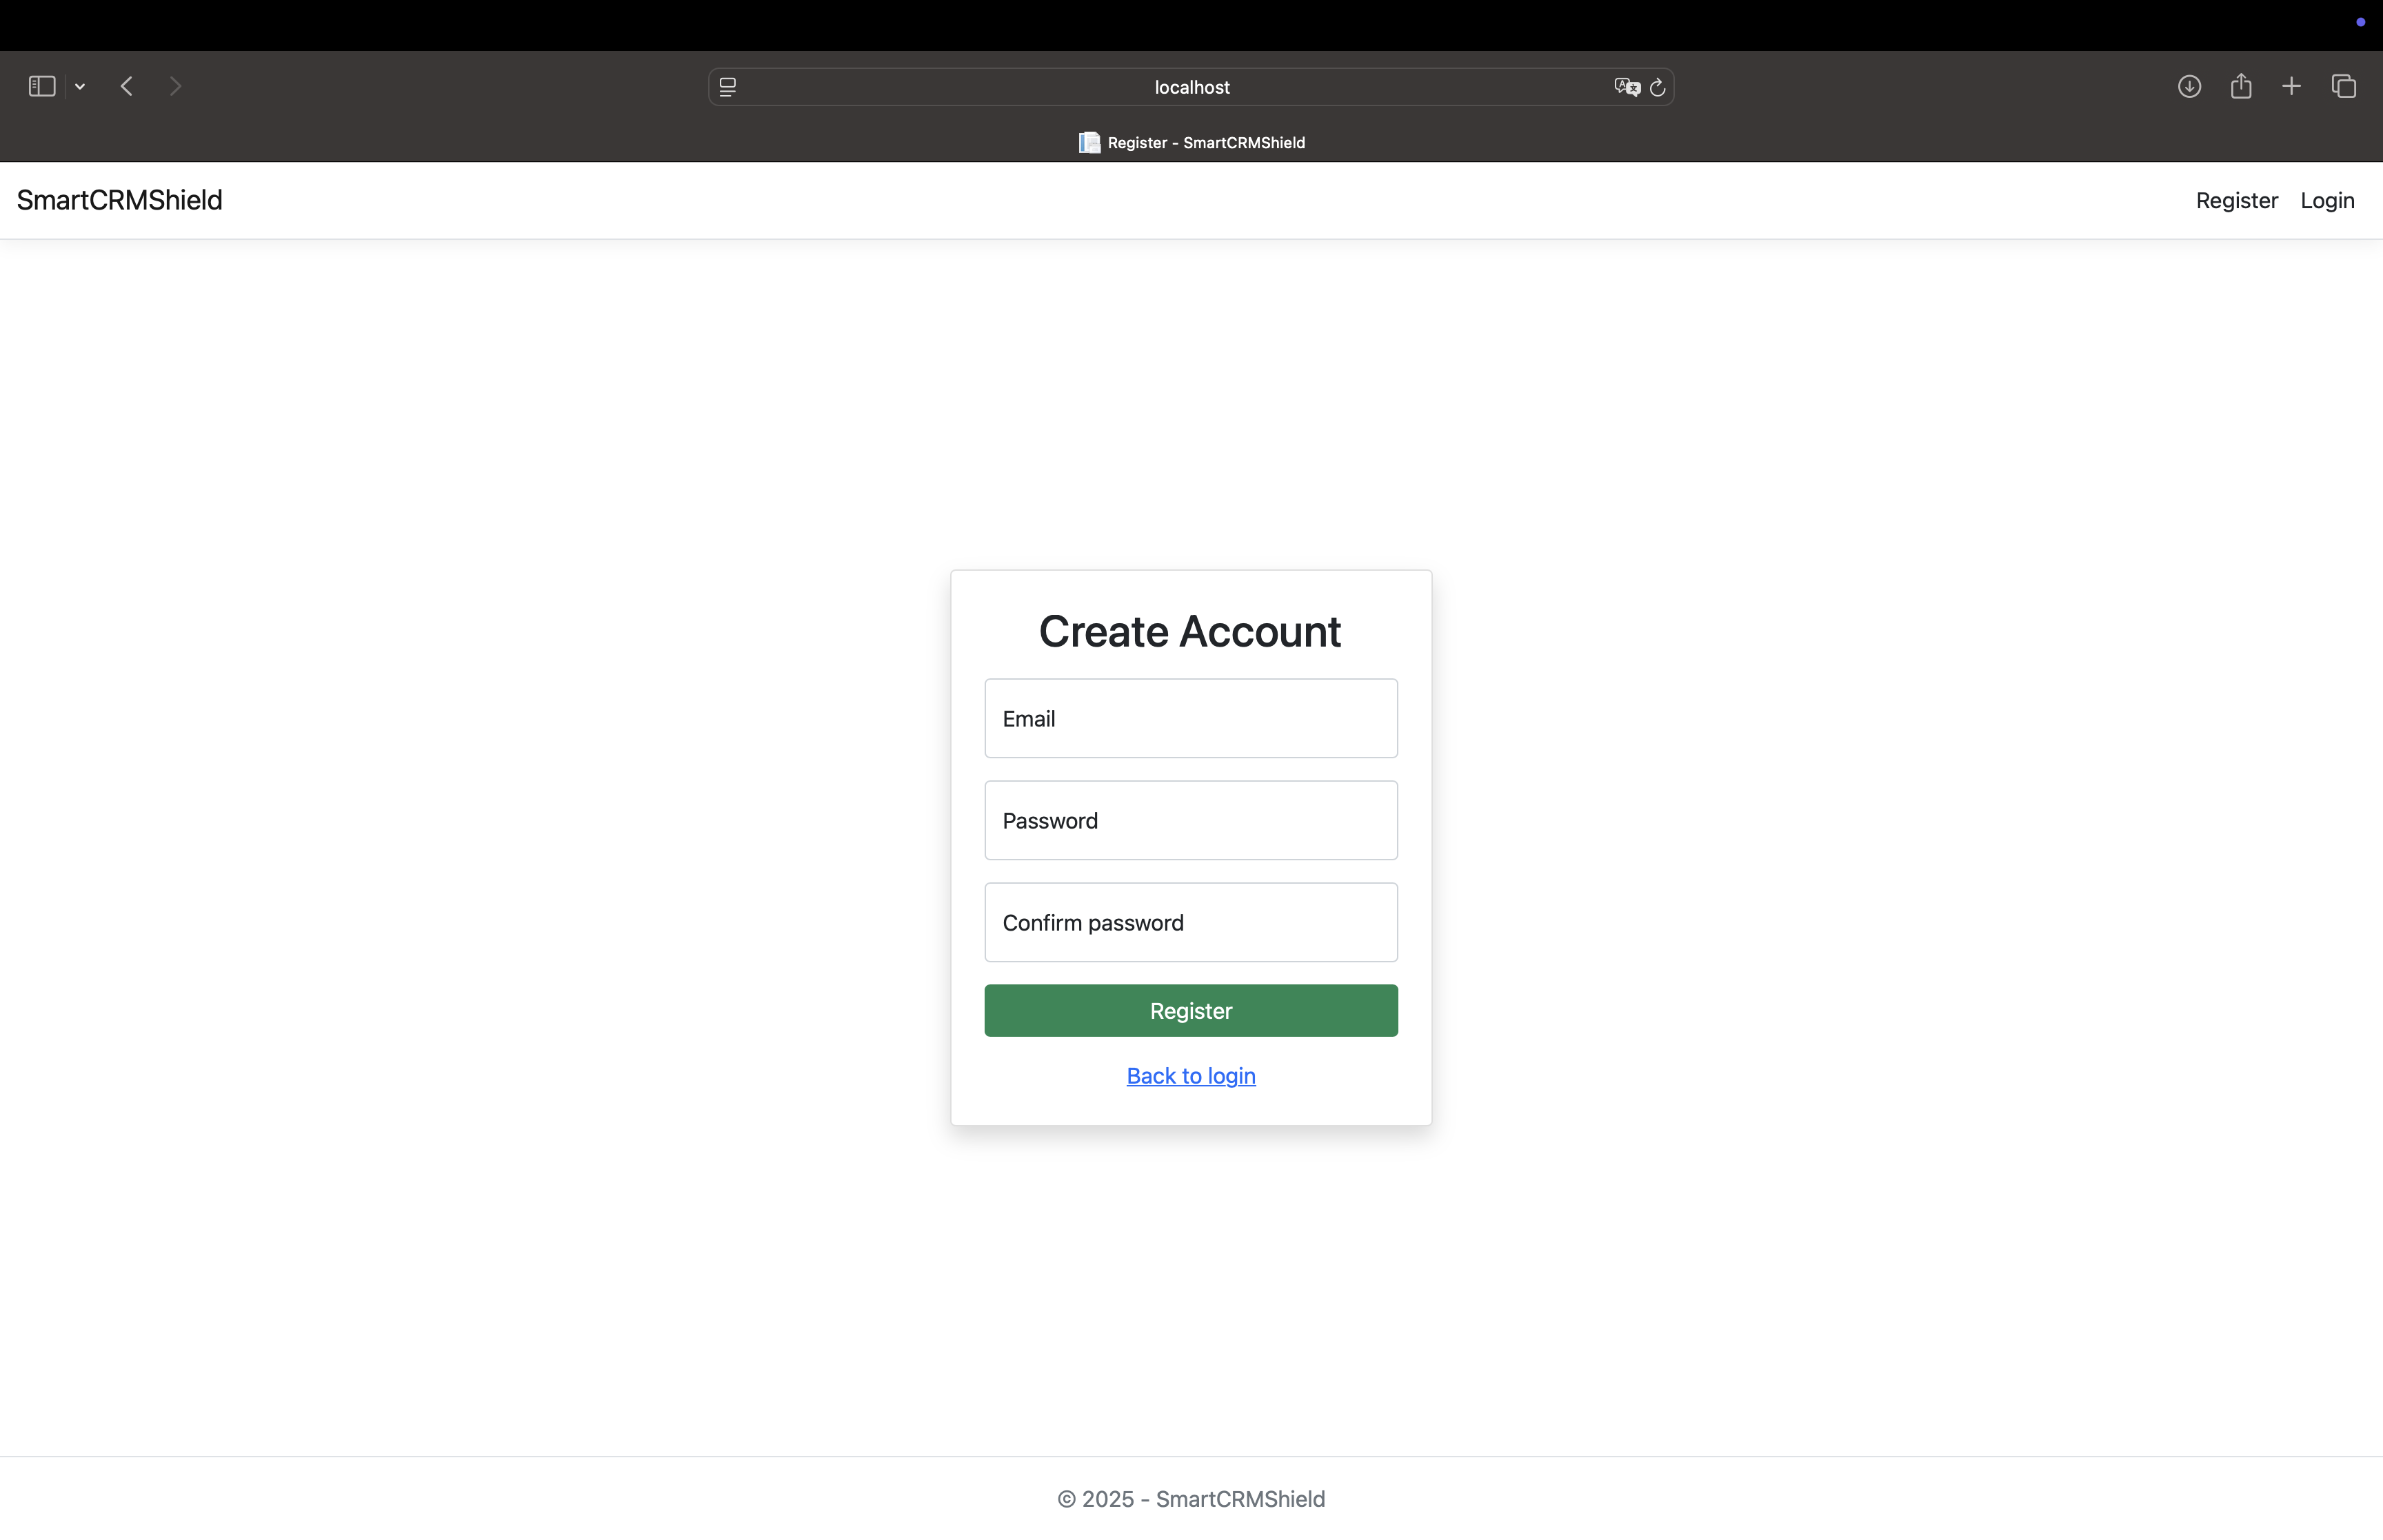 localhost
Register - SmartCRMShield
SmartCRMShield
Register Login
Create Account
Email
Password
Confirm password
Register
Back to login
© 2025 - SmartCRMShield